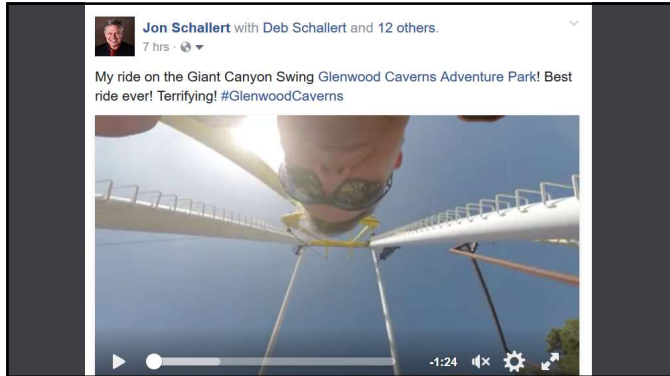 Jon Schallert with Deb Schallert and 12 others.
7 hrs ·
My ride on the Giant Canyon Swing Glenwood Caverns Adventure Park! Best
ride ever! Terrifying! #GlenwoodCaverns
-1:24